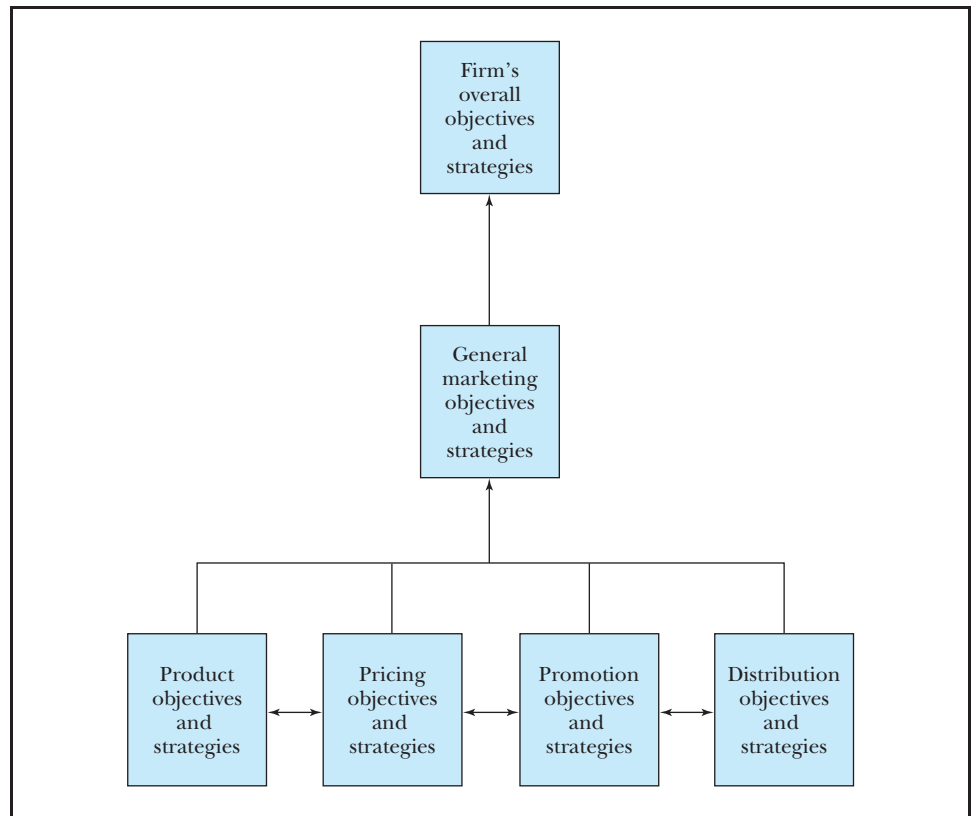 Firm’s
overall
objectives
and
strategies
General
marketing
objectives
and
strategies
Product
objectives
and
strategies
Pricing
objectives
and
strategies
Promotion
objectives
and
strategies
Distribution
objectives
and
strategies